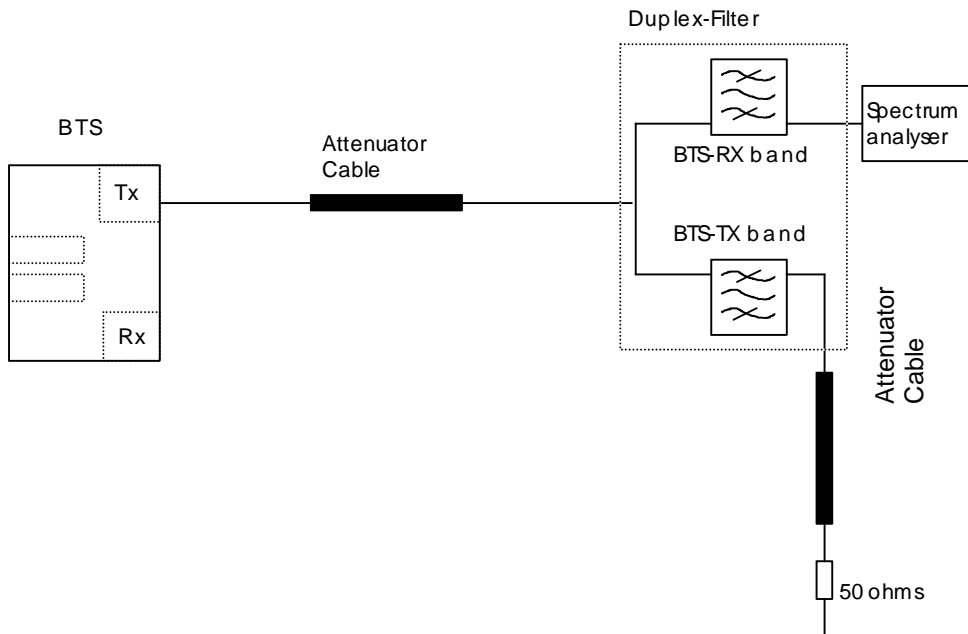 Duplex-Filter
BTS
Tx
Rx
Attenuator
Cable
BTS-RX band
Spectrum
analyser
BTS-TX band
Attenuator
Cable
50 ohms